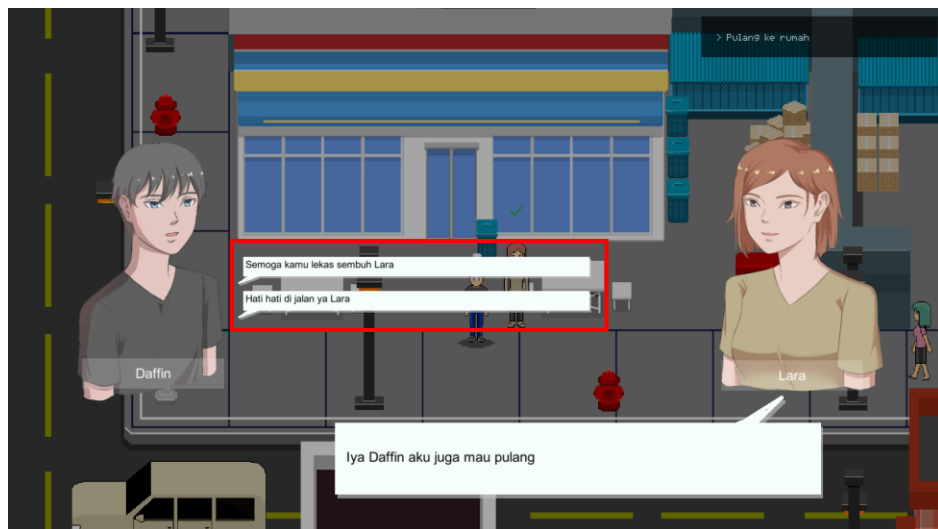 > Pulang ke rumah
Semoga kamu lekas sembuh Lara
Hati hati di jalan ya Lara
Daffin
Lara
Iya Daffin aku juga mau pulang